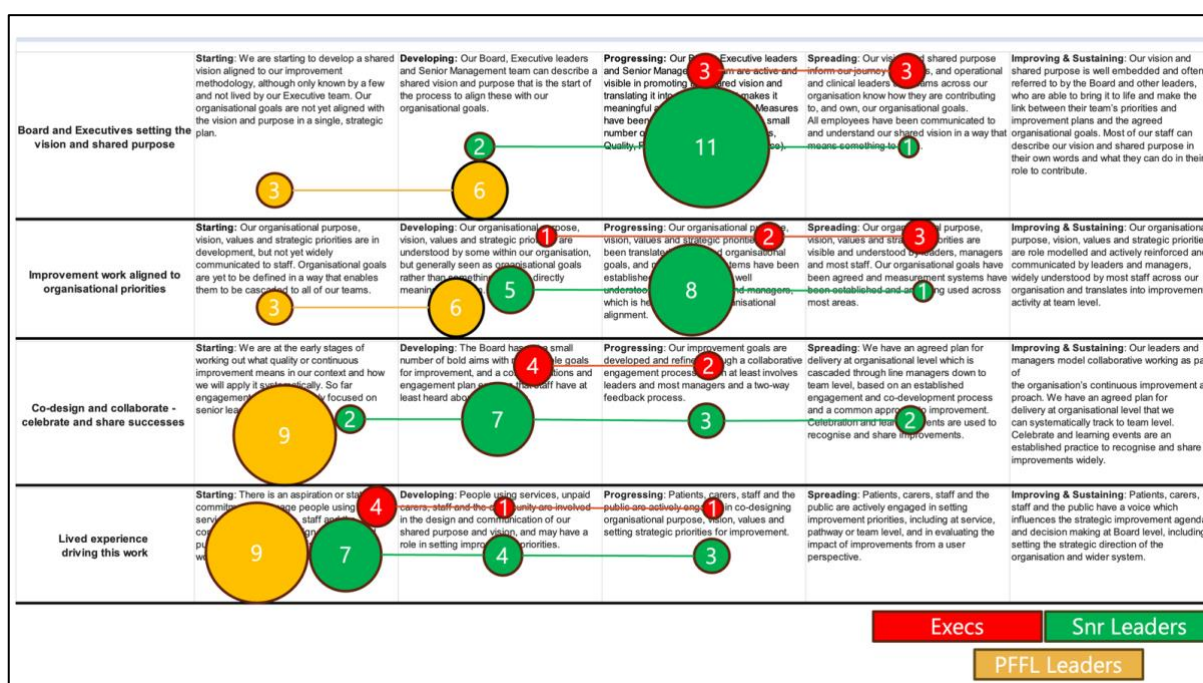 Board and Executives setting the
vision and shared purpose
Starting: We are starting to develop a shared
vision aligned to our improvement
methodology, although only known by a few
and not lived by our Executive team. Our
organisational goals are not yet aligned with
the vision and purpose in a single, strategic
plan.
3
Developing: Our Board, Executive leaders
and Senior Management team can describe a
shared vision and purpose that is the start of
the process to align these with our
organisational goals.
2
6
Progressing: Our Executive leaders
and Senior are active and
visible in promoting vision and
translating it makes it
meaningful Measures
have been small
number
Quality,
3
11
Spreading: Our shared purpose
inform our journey and operational
and clinical leaders across our
organisation know how they are contributing
to, and own, our organisational goals.
All employees have been communicated to
and understand our shared vision in a way that
means something to
3
1
Improving & Sustaining: Our vision and
shared purpose is well embedded and often
referred to by the Board and other leaders,
who are able to bring it to life and make the
link between their team's priorities and
improvement plans and the agreed
organisational goals. Most of our staff can
describe our vision and shared purpose in
their own words and what they can do in their
role to contribute.
Improvement work aligned to
organisational priorities
Starting: Our organisational purpose,
vision, values and strategic priorities are in
development, but not yet widely
communicated to staff. Organisational goals
are yet to be defined in a way that enables
them to be to all of our teams.
3
Developing: Our organisational purpose,
vision, values and strategic are
understood by some within our organisation,
but generally seen as organisational goals
rather than directly
1
6
5
Progressing: Our organisational
vision, values and strategic
been organisational
goals, and have been
and managers,
which is
alignment.
2
8
Spreading: Our purpose,
vision, values and are
visible and understood by leaders, managers
and most staff. Our organisational goals have
been agreed and measurement systems have
been established and used across
most areas.
3
1
Improving & Sustaining: Our organisationa
purpose, vision, values and strategic prioritie
are role modelled and actively reinforced and
communicated by leaders and managers,
widely understood by most staff across our
organisation and translates into improvemen
activity at team level.
Co-design and collaborate -
celebrate and share successes
Starting: We are at the early stages of
working out what quality or continuous
improvement means in our context and how
we will apply it So far
focused on
senior
9
2
Developing: The Board has small
number of bold aims with goals
for improvement, and a and
engagement plan staff have at
least heard
4
7
Progressing: Our improvement goals are
developed and through a collaborative
engagement at least involves
leaders and most managers and a two-way
feedback process.
2
3
Spreading: We have an agreed plan for
delivery at organisational level which is
cascaded through line managers down to
team level, based on an established
engagement and co-development process
and a common to improvement.
Celebration and are used to
recognise and share improvements.
2
Improving & Sustaining: Our leaders and
managers model collaborative working as pa
of
the organisation's continuous improvement a
proach. We have an agreed plan for
delivery at organisational level that we
can systematically track to team level.
Celebrate and learning events are an
established practice to recognise and share
improvements widely.
Lived experience
driving this work
Starting: There is an aspiration or
people using
staff and
9
7
4
Developing: People using services, unpaid
carers, staff and the are involved
in the design and communication of our
shared purpose and vision, and may have a
role in setting priorities.
1
4
Progressing: Patients, carers, staff and the
public are actively in co-designing
organisational purpose, vision, values and
setting strategic priorities for improvement.
1
3
Spreading: Patients, carers, staff and the
public are actively engaged in setting
improvement priorities, including at service,
pathway or team level, and in evaluating the
impact of improvements from a user
perspective.
Improving & Sustaining: Patients, carers,
staff and the public have a voice which
influences the strategic improvement agend
and decision making at Board level, including
setting the strategic direction of the
organisation and wider system.
Execs
Snr Leaders
PFFL Leaders